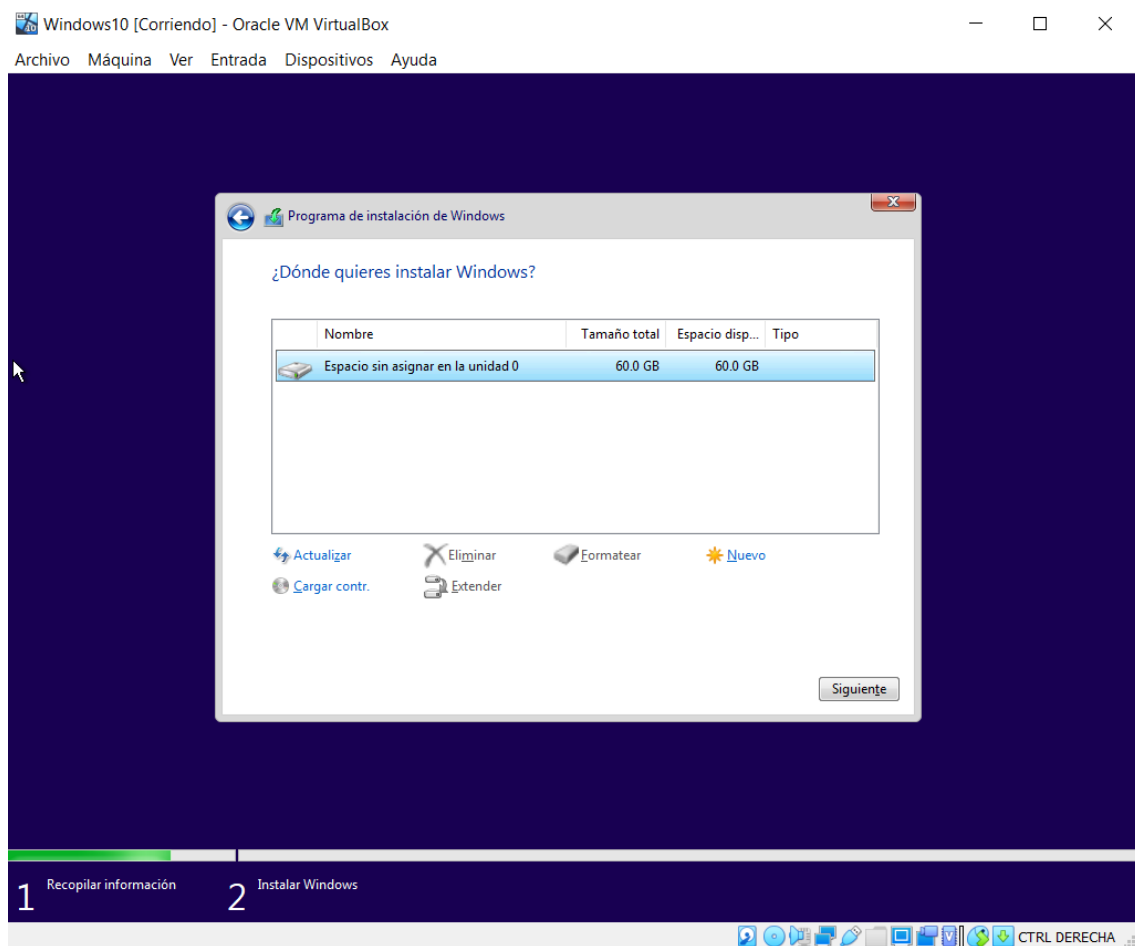 Windows10 [Corriendo] - Oracle VM VirtualBox
Archivo Máquina Ver Entrada Dispositivos Ayuda
Programa de instalación de Windows
¿Dónde quieres instalar Windows?
Nombre Tamaño total Espacio disp... Tipo
Espacio sin asignar en la unidad 0 60.0 GB 60.0 GB
Actualizar Eliminar Formatear Nuevo
Cargar contr. Extender
Siguiente
1 Recopilar información 2 Instalar Windows
CTRL DERECHA